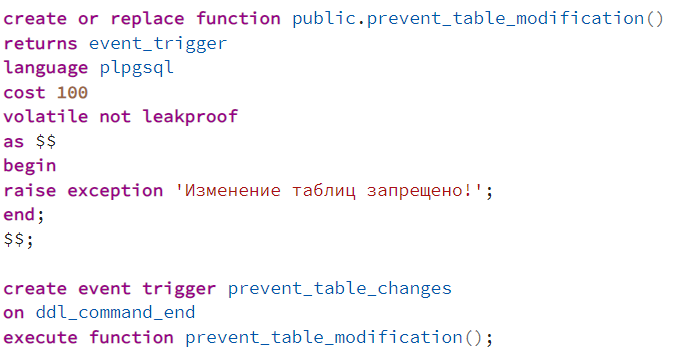 create or replace function public.prevent_table_modification()
returns event_trigger
language plpgsql
cost 100
volatile not leakproof
as $$
begin
raise exception 'Изменение таблиц запрещено!';
end;
$$;
create event trigger prevent_table_changes
on ddl_command_end
execute function prevent_table_modification();